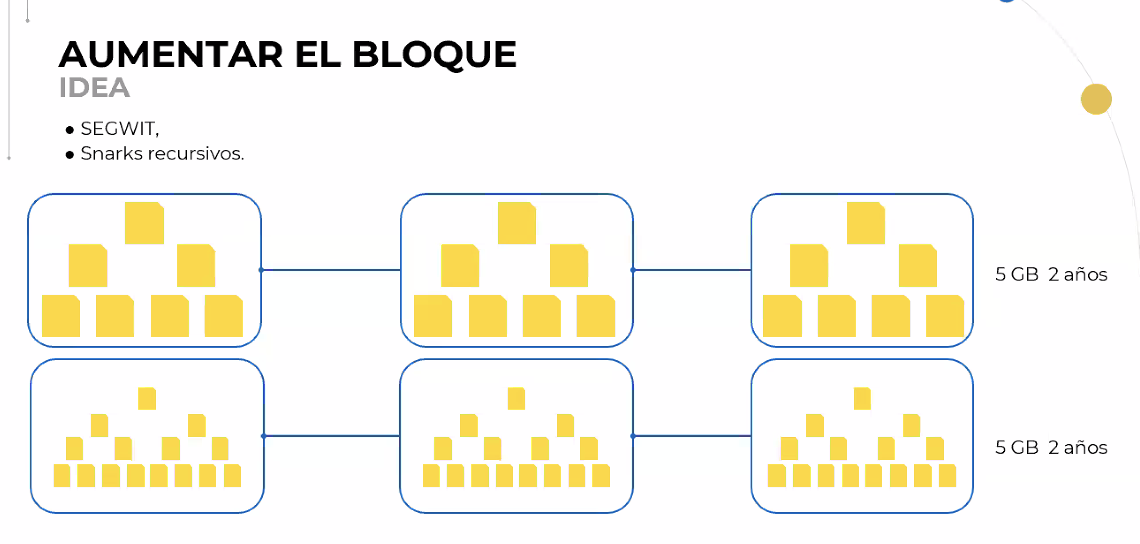 AUMENTAR EL BLOQUE
IDEA
● SEGWIT,
● Snarks recursivos.
5 GB 2 años
5 GB 2 años